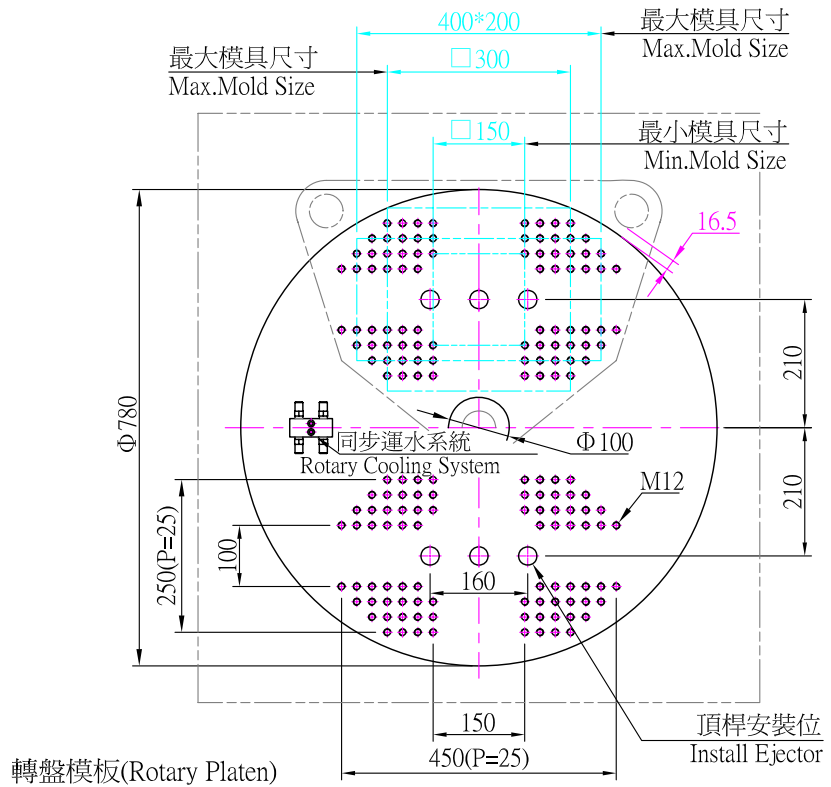 400*200
最大模具尺寸
Max.Mold Size
最大模具尺寸
Max.Mold Size
□300
□150
最小模具尺寸
Min.Mold Size
16.5
210
Φ780
同步運水系統
Rotary Cooling System
Φ100
M12
210
250(P=25)
100
160
150
450(P=25)
頂桿安裝位
Install Ejector
轉盤模板(Rotary Platen)